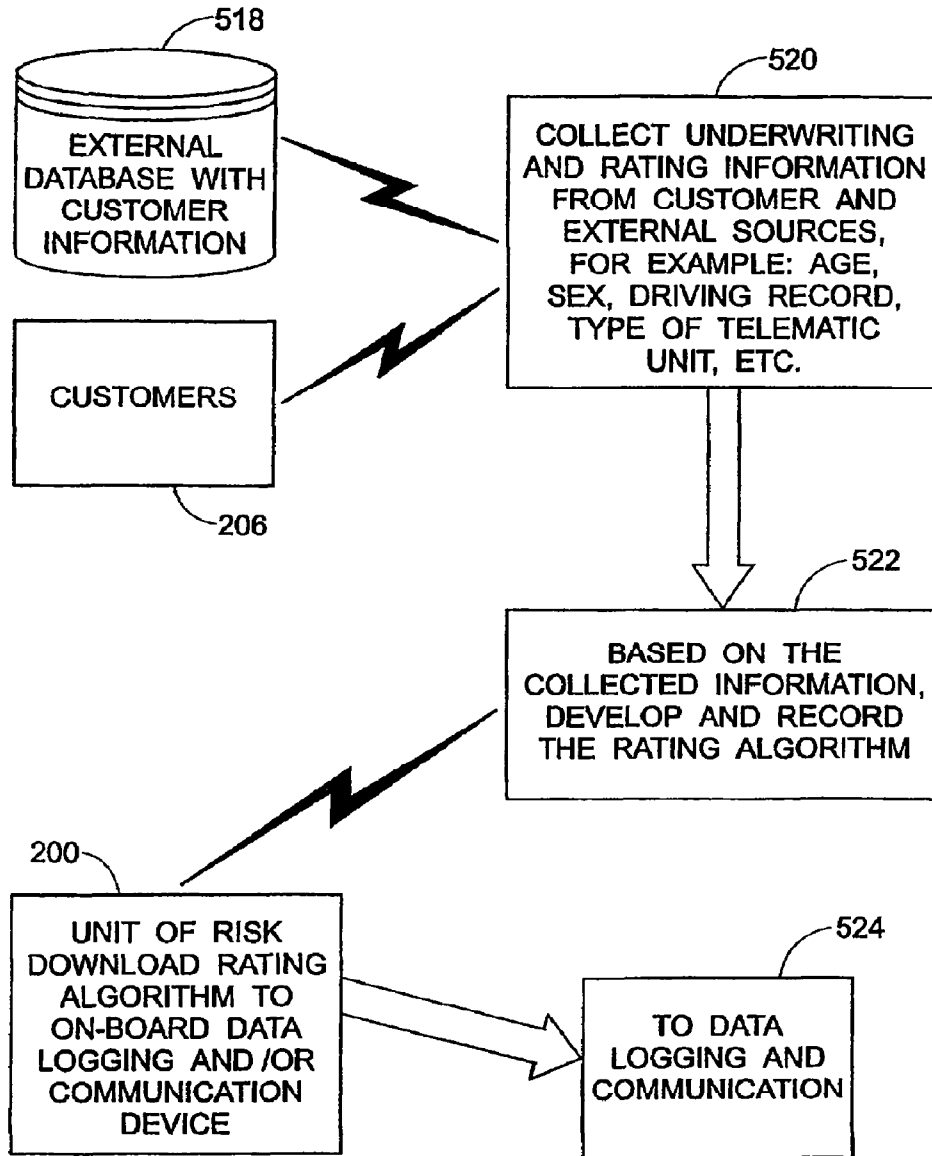 518
EXTERNAL
DATABASE WITH
CUSTOMER
INFORMATION
520
COLLECT UNDERWRITING
AND RATING INFORMATION
FROM CUSTOMER AND
EXTERNAL SOURCES,
FOR EXAMPLE: AGE,
SEX, DRIVING RECORD,
TYPE OF TELEMATIC
UNIT, ETC.
CUSTOMERS
206
522
BASED ON THE
COLLECTED INFORMATION,
DEVELOP AND RECORD
THE RATING ALGORITHM
200
UNIT OF RISK
DOWNLOAD RATING
ALGORITHM TO
ON-BOARD DATA
LOGGING AND /OR
COMMUNICATION
DEVICE
524
TO DATA
LOGGING AND
COMMUNICATION